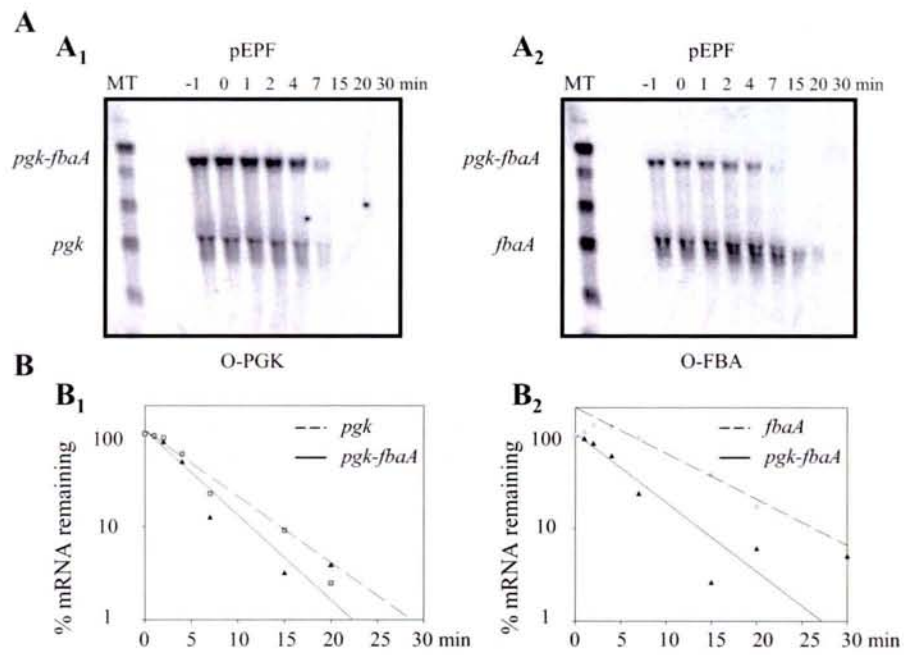 A
A1
pEPF
MT -1 0 1 2 4 7 15 20 30 min
pgk-fbaA
pgk
O-PGK
A2
pEPF
MT -1 0 1 2 4 7 15 20 30 min
pgk-fbaA
fbaA
O-FBA
B
B1
% mRNA remaining
100
10
1
pgk
pgk-fbaA
0 5 10 15 20 25 30 min
B2
% mRNA remaining
100
10
1
fbaA
pgk-fbaA
0 5 10 15 20 25 30 min